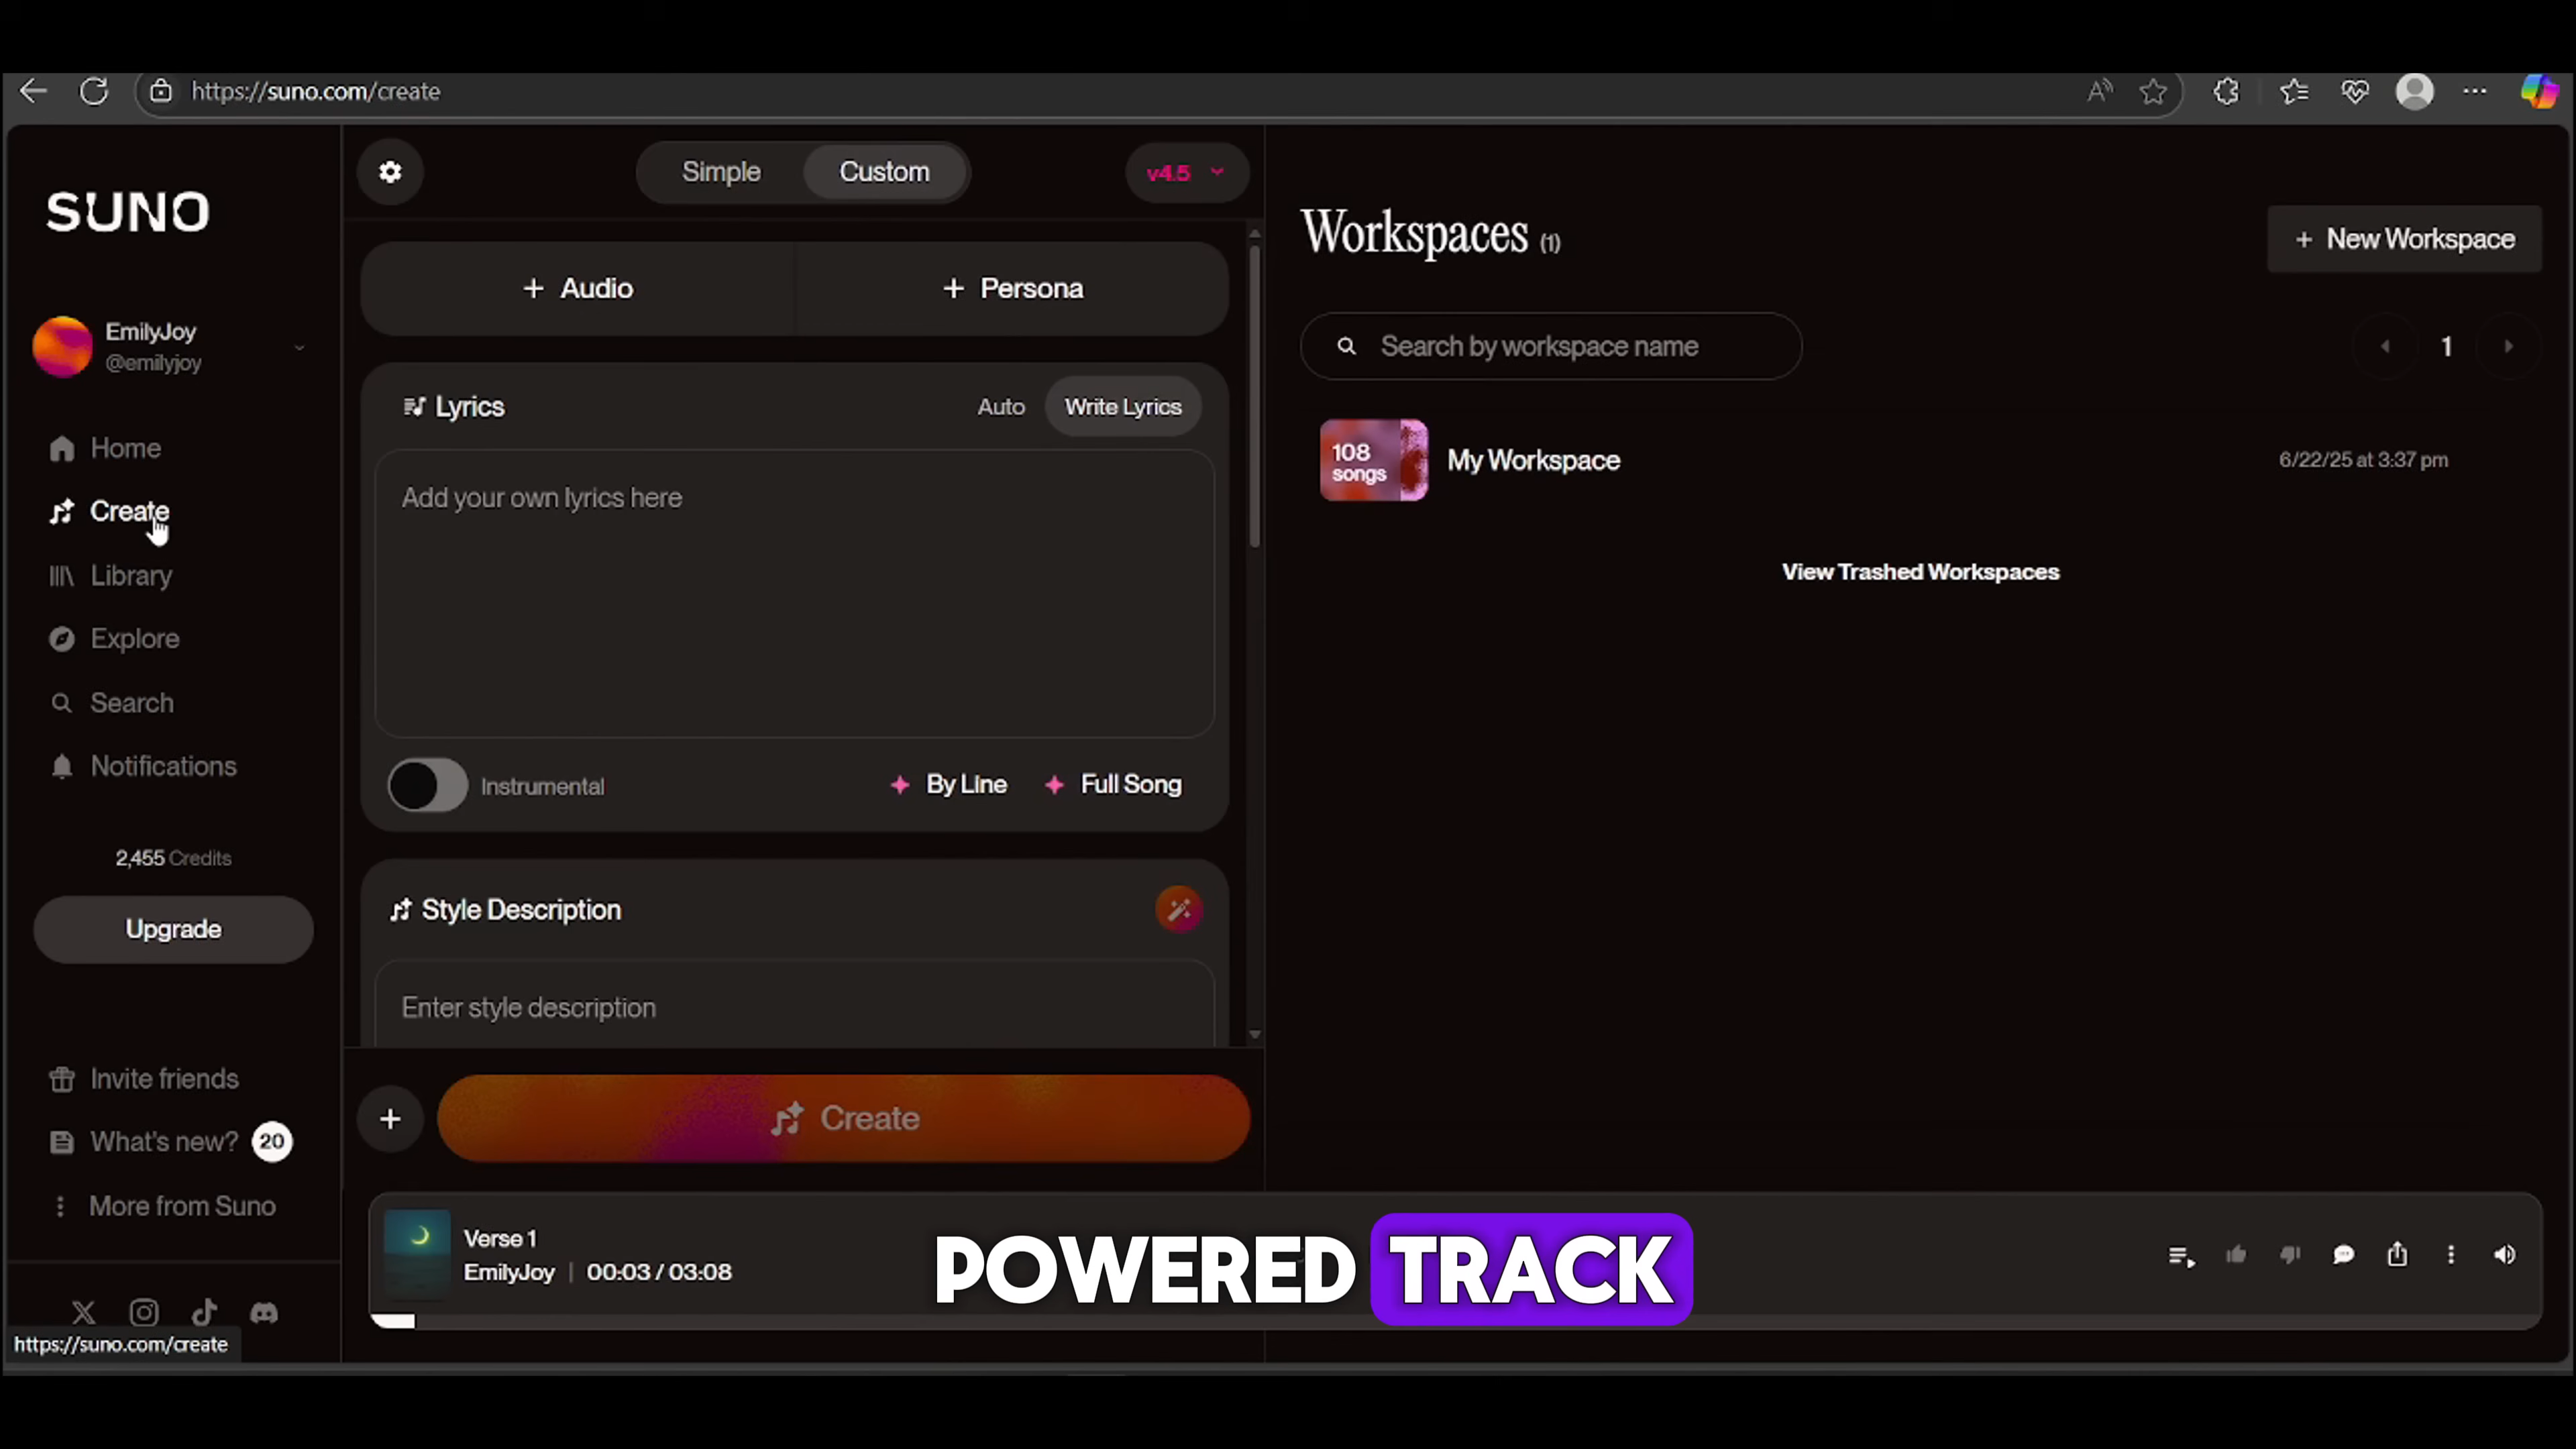 https://suno.com/create
SUNO
EmilyJoy
@emilyjoy
Home
Create
Library
Explore
Search
Notifications
2,455 Credits
Upgrade
Invite friends
What's new? 20
More from Suno
https://suno.com/create
Simple Custom v4.5
+ Audio + Persona
Lyrics Auto Write Lyrics
Add your own lyrics here
Instrumental By Line Full Song
Style Description
Enter style description
+ Create
Workspaces (1)
+ New Workspace
Search by workspace name
1
108 songs
My Workspace
6/22/25 at 3:37 pm
View Trashed Workspaces
Verse 1
EmilyJoy | 00:03 / 03:08
POWERED TRACK